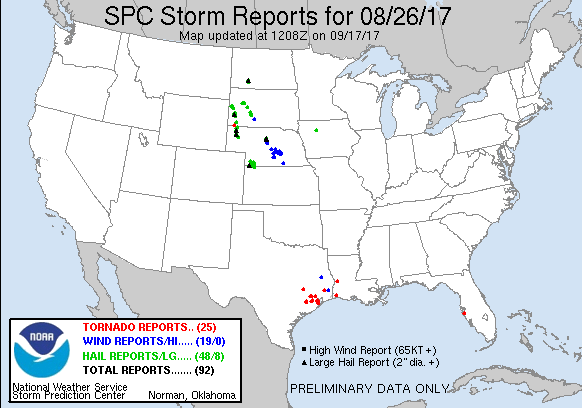 SPC Storm Reports for 08/26/17
Map updated at 1208Z on 09/17/17
NOAA
TORNADO REPORTS.. (25)
WIND REPORTS/HI..... (19/0)
HAIL REPORTS/LG..... (48/8)
TOTAL REPORTS....... (92)
National Weather Service
Storm Prediction Center Norman, Oklahoma
High Wind Report (65KT +)
Large Hail Report (2" dia. +)
PRELIMINARY DATA ONLY